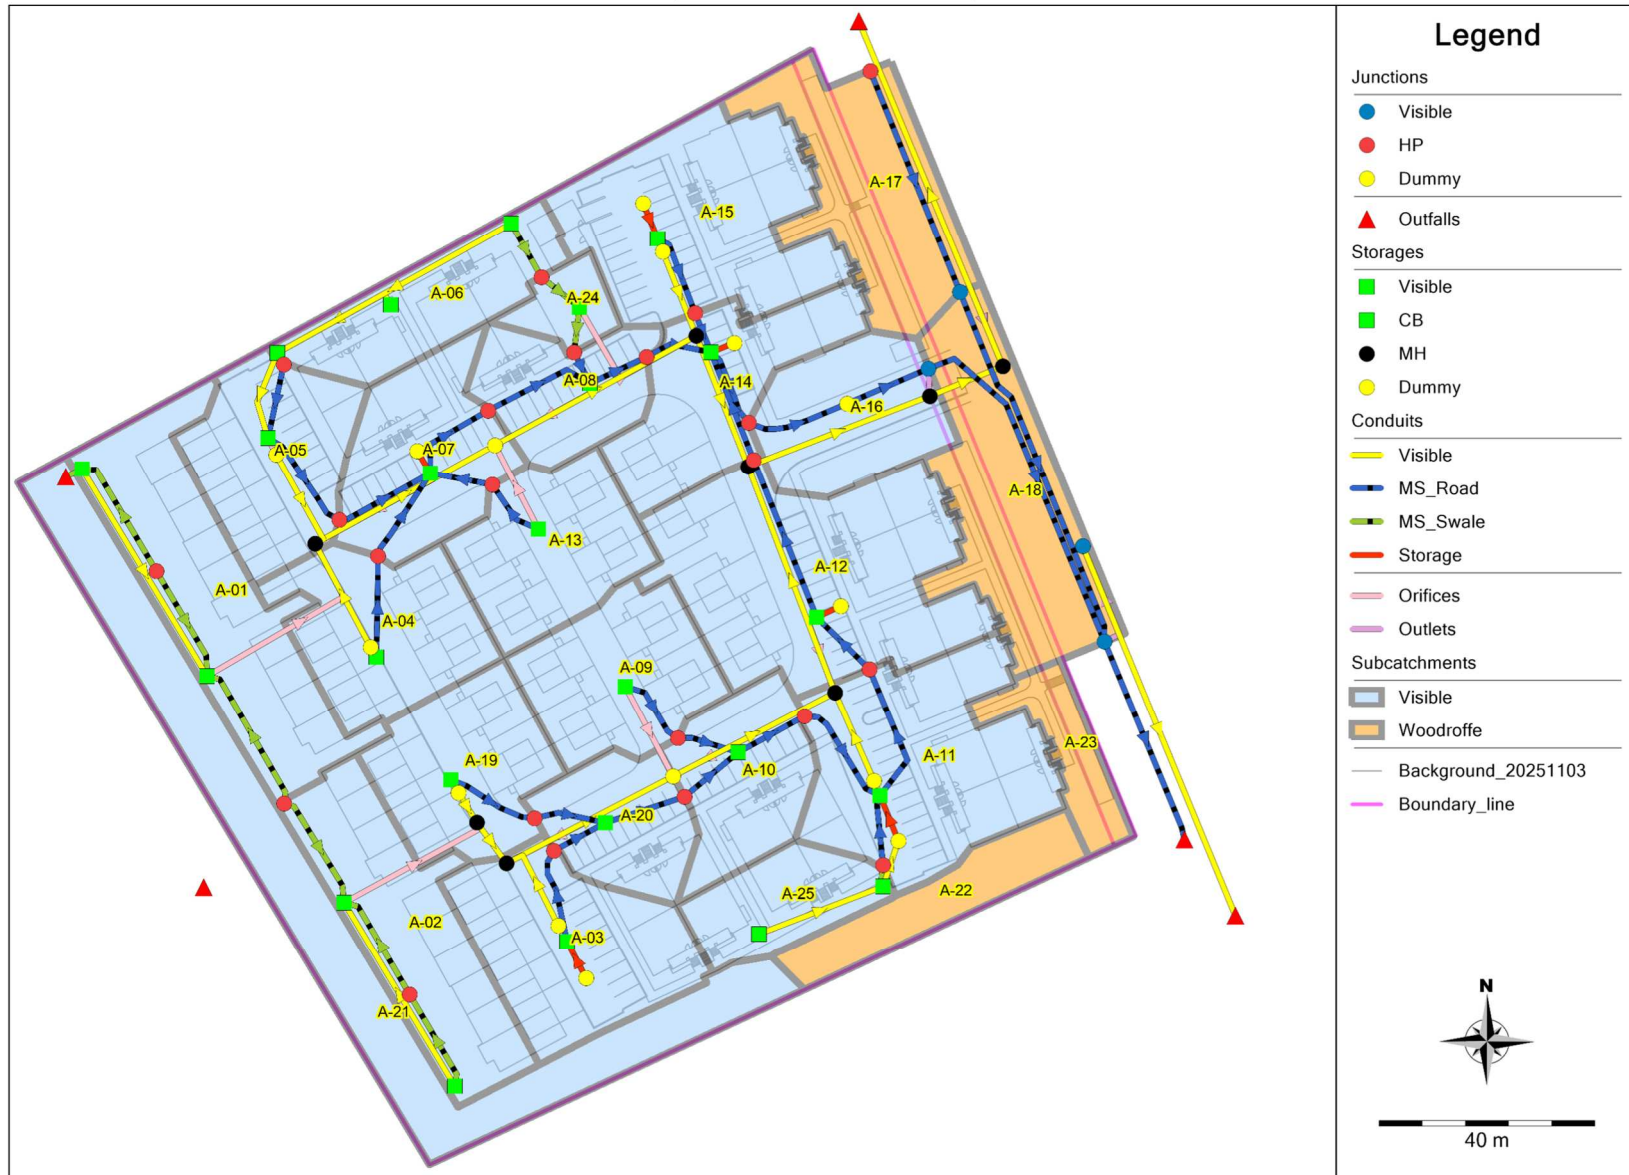 A-17
A-15
A-06
A-24
A-08
A-14
A-16
A-05
A-07
A-18
A-13
A-12
A-01
A-04
A-09
A-23
A-10
A-11
A-19
A-20
A-25
A-22
A-02
A-03
A-21
Legend
Junctions
Visible
HP
Dummy
Outfalls
Storages
Visible
CB
MH
Dummy
Conduits
Visible
MS_Road
MS_Swale
Storage
Orifices
Outlets
Subcatchments
Visible
Woodroffe
Background_20251103
Boundary_line
N
40 m